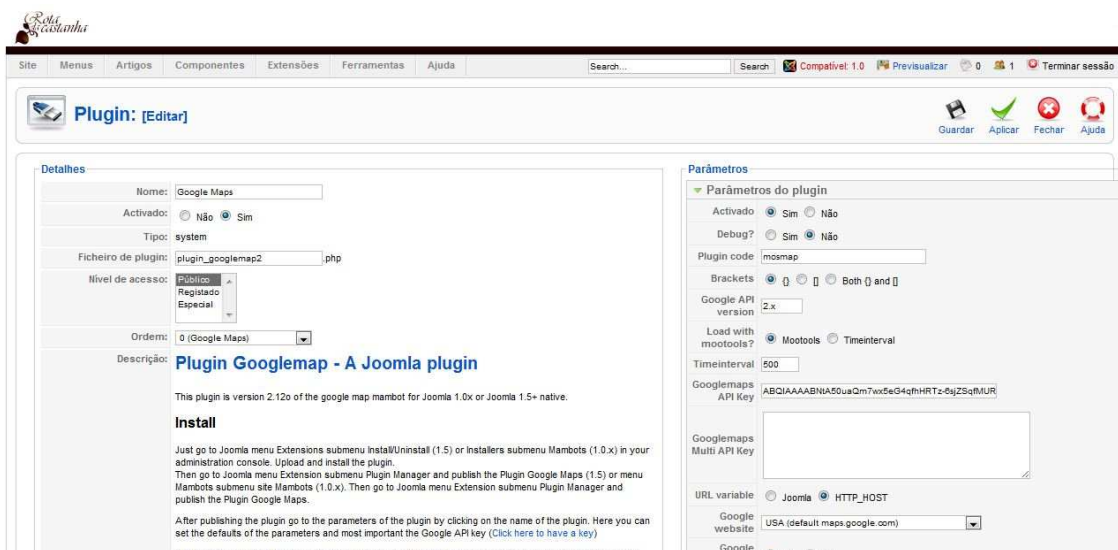 Rota
da castanha
Site Menus Artigos Componentes Extensões Ferramentas Ajuda Search... Search Compatível: 1.0 Previsualizar 0 1 Terminar sessão
Plugin: [Editar]
Guardar Aplicar Fechar Ajuda
Detalhes
Nome: Google Maps
Activado: Não Sim
Tipo: system
Ficheiro de plugin: plugin_googlemap2 .php
Nível de acesso: Público
Registado
Especial
Ordem: 0 (Google Maps)
Descrição: Plugin Googlemap - A Joomla plugin
This plugin is version 2.12o of the google map mambot for Joomla 1.0x or Joomla 1.5+ native.
Install
Just go to Joomla menu Extensions submenu Install/Uninstall (1.5) or Installers submenu Mambots (1.0.x) in your
administration console. Upload and install the plugin.
Then go to Joomla menu Extension submenu Plugin Manager and publish the Plugin Google Maps (1.5) or menu
Mambots submenu site Mambots (1.0.x). Then go to Joomla menu Extension submenu Plugin Manager and
publish the Plugin Google Maps.
After publishing the plugin go to the parameters of the plugin by clicking on the name of the plugin. Here you can
set the defaults of the parameters and most important the Google API key (Click here to have a key)
Parâmetros
Parâmetros do plugin
Activado Sim Não
Debug? Sim Não
Plugin code mosmap
Brackets {} [] Both {} and []
Google API
version 2.x
Load with
mootools? Mootools Timeinterval
Timeinterval 500
Googlemaps
API Key
Googlemaps
Multi API Key
URL variable Joomla HTTP_HOST
Google
website USA (default maps.google.com)
Google